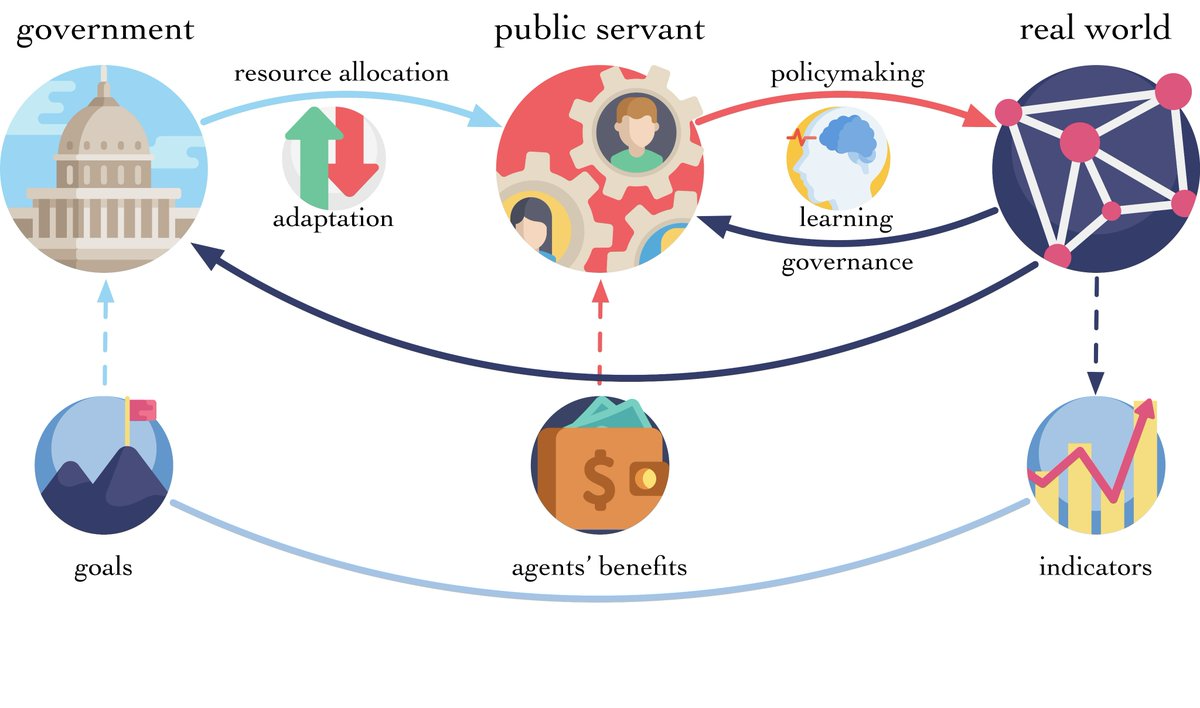 government
public servant
real world
resource allocation
policymaking
adaptation
learning
governance
$
goals
agents’ benefits
indicators